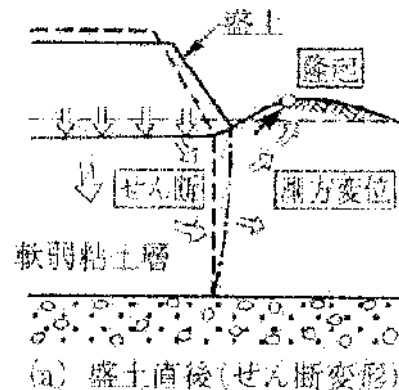 盛土
隆起
せん断
側方変位
軟弱粘土層
(a) 盛土直後(せん断変形)